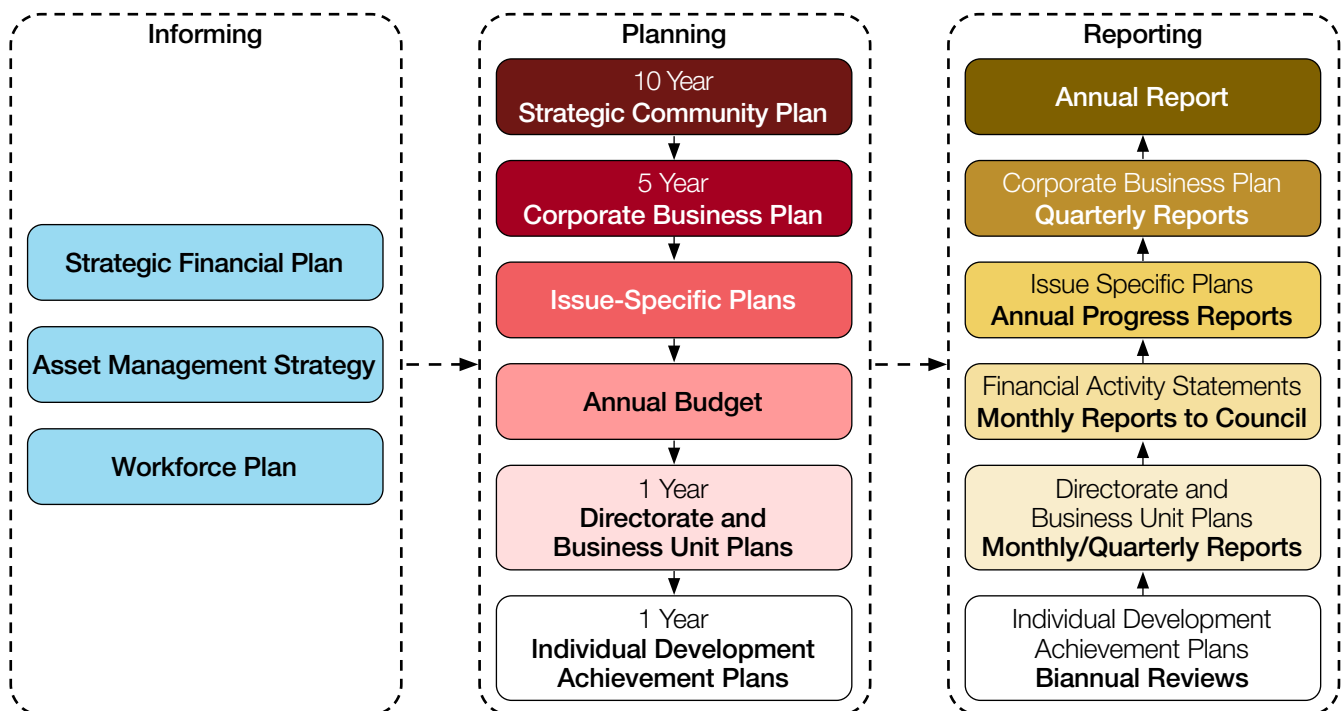 Informing
Strategic Financial Plan
Asset Management Strategy
Workforce Plan
Planning
10 Year
Strategic Community Plan
5 Year
Corporate Business Plan
Issue-Specific Plans
Annual Budget
1 Year
Directorate and
Business Unit Plans
1 Year
Individual Development
Achievement Plans
Reporting
Annual Report
Corporate Business Plan
Quarterly Reports
Issue Specific Plans
Annual Progress Reports
Financial Activity Statements
Monthly Reports to Council
Directorate and
Business Unit Plans
Monthly/Quarterly Reports
Individual Development
Achievement Plans
Biannual Reviews